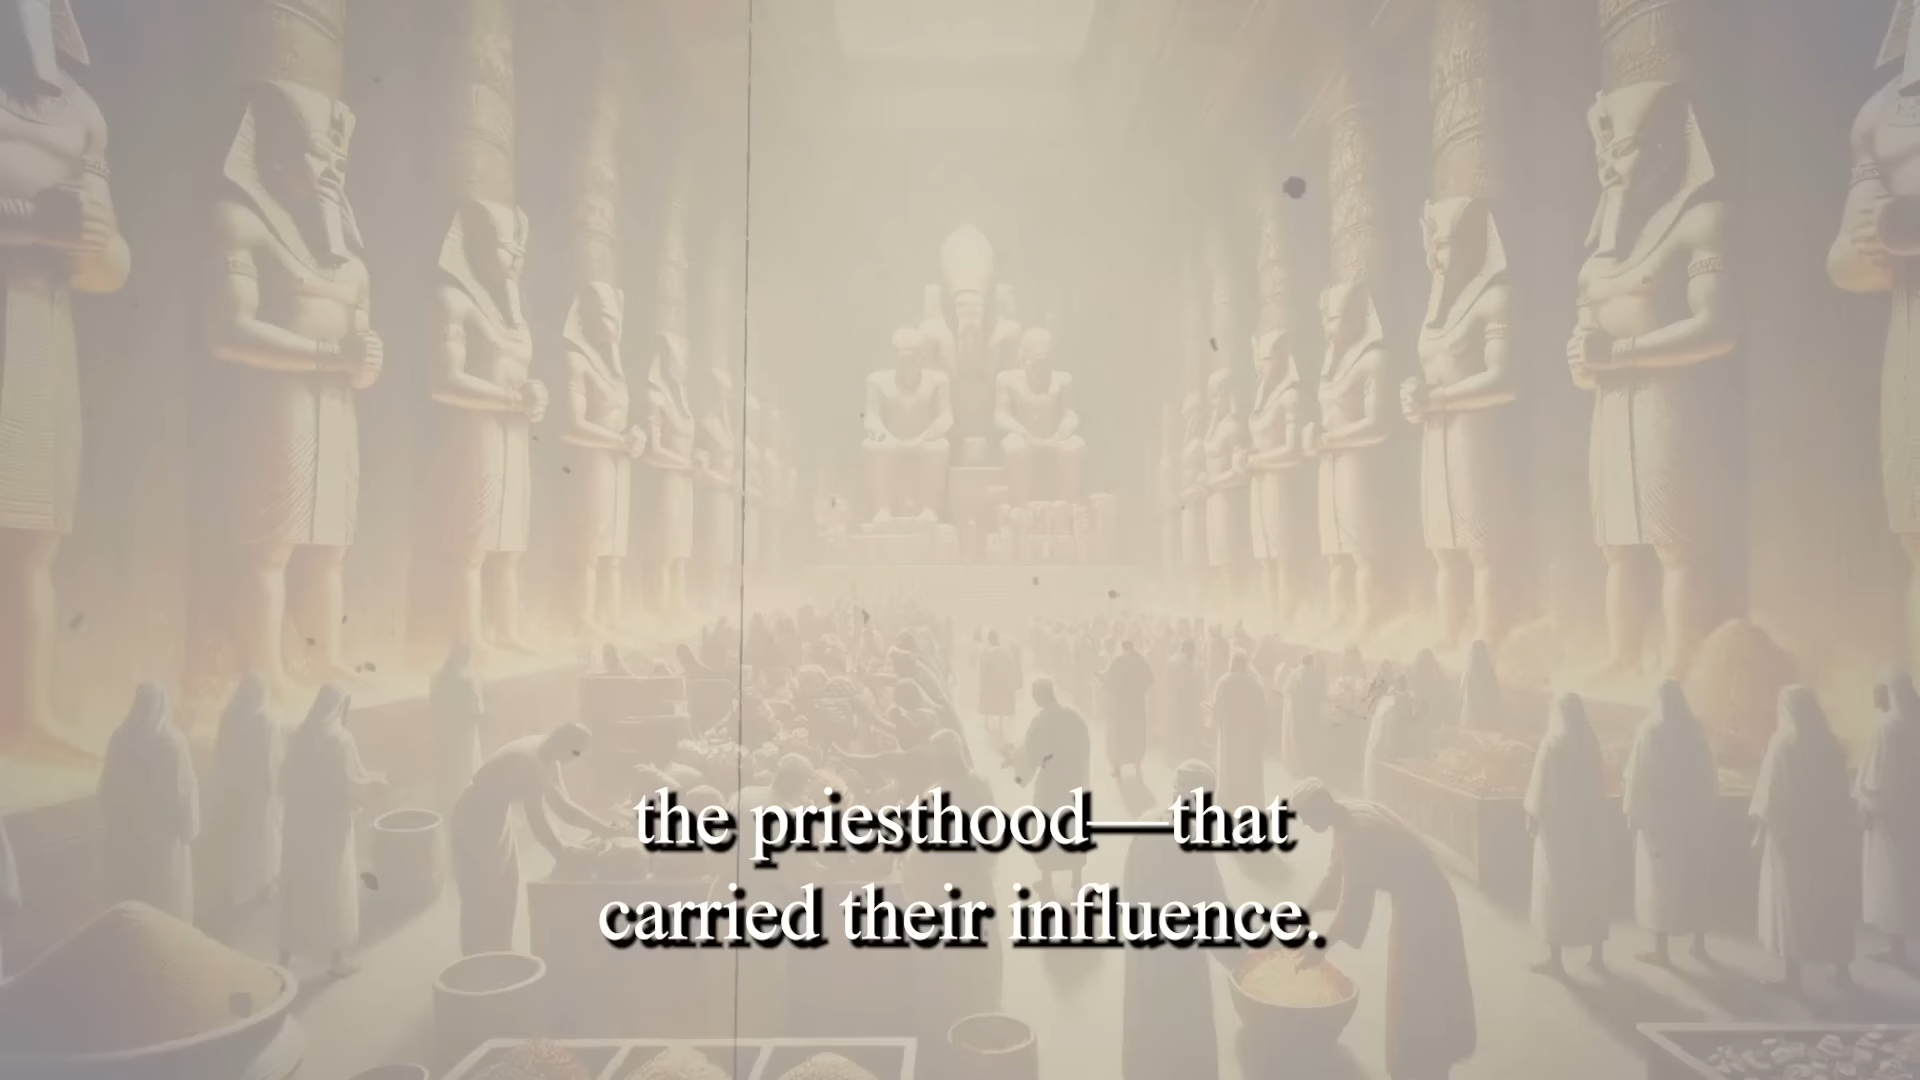 the priesthood—that
carried their influence.